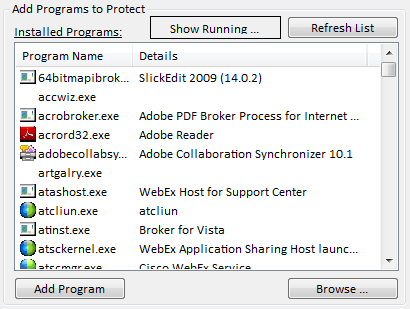 Add Programs to Protect
Installed Programs: Show Running ... Refresh List
Program Name Details
64bitmapibrok... SlickEdit 2009 (14.0.2)
accwiz.exe
acrobroker.exe Adobe PDF Broker Process for Internet ...
acrord32.exe Adobe Reader
adobecollabsy... Adobe Collaboration Synchronizer 10.1
artgalry.exe
atashost.exe WebEx Host for Support Center
atcliun.exe atcliun
atinst.exe Broker for Vista
atsckernel.exe WebEx Application Sharing Host launc...
atscmgr.exe Cisco WebEx Service
Add Program Browse ...